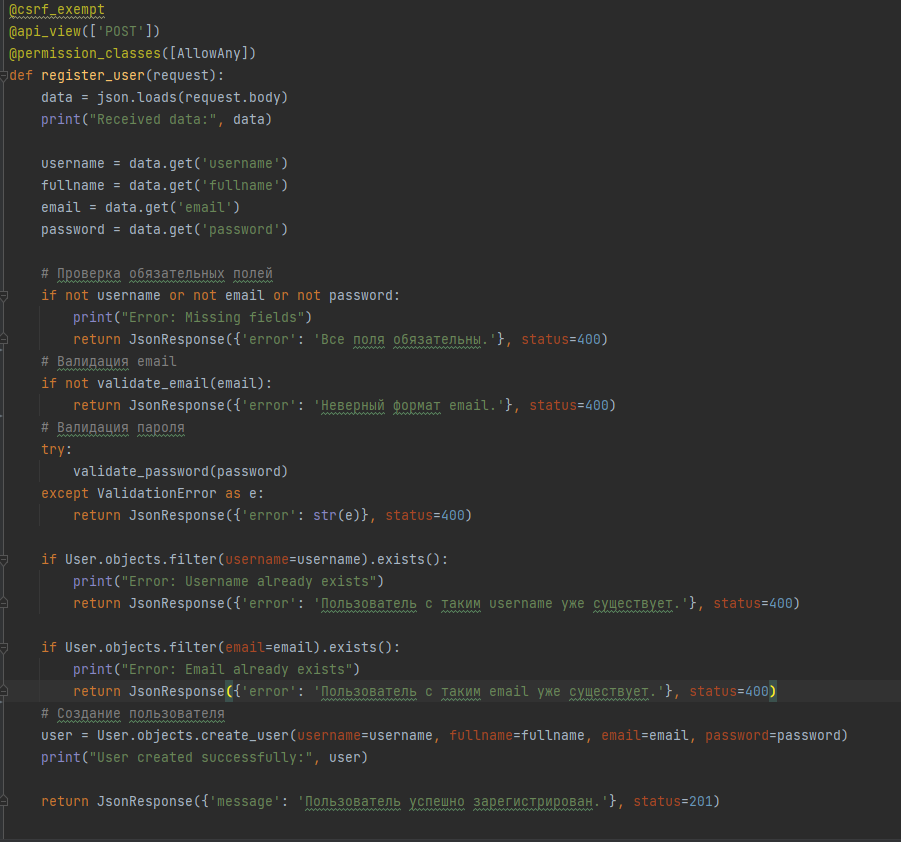 @csrf_exempt
@api_view(['POST'])
@permission_classes([AllowAny])
def register_user(request):
    data = json.loads(request.body)
    print("Received data:", data)

    username = data.get('username')
    fullname = data.get('fullname')
    email = data.get('email')
    password = data.get('password')

    # Проверка обязательных полей
    if not username or not email or not password:
        print("Error: Missing fields")
        return JsonResponse({'error': 'Все поля обязательны.'}, status=400)
    # Валидация email
    if not validate_email(email):
        return JsonResponse({'error': 'Неверный формат email.'}, status=400)
    # Валидация пароля
    try:
        validate_password(password)
    except ValidationError as e:
        return JsonResponse({'error': str(e)}, status=400)

    if User.objects.filter(username=username).exists():
        print("Error: Username already exists")
        return JsonResponse({'error': 'Пользователь с таким username уже существует.'}, status=400)

    if User.objects.filter(email=email).exists():
        print("Error: Email already exists")
        return JsonResponse({'error': 'Пользователь с таким email уже существует.'}, status=400)
    # Создание пользователя
    user = User.objects.create_user(username=username, fullname=fullname, email=email, password=password)
    print("User created successfully:", user)

    return JsonResponse({'message': 'Пользователь успешно зарегистрирован.'}, status=201)